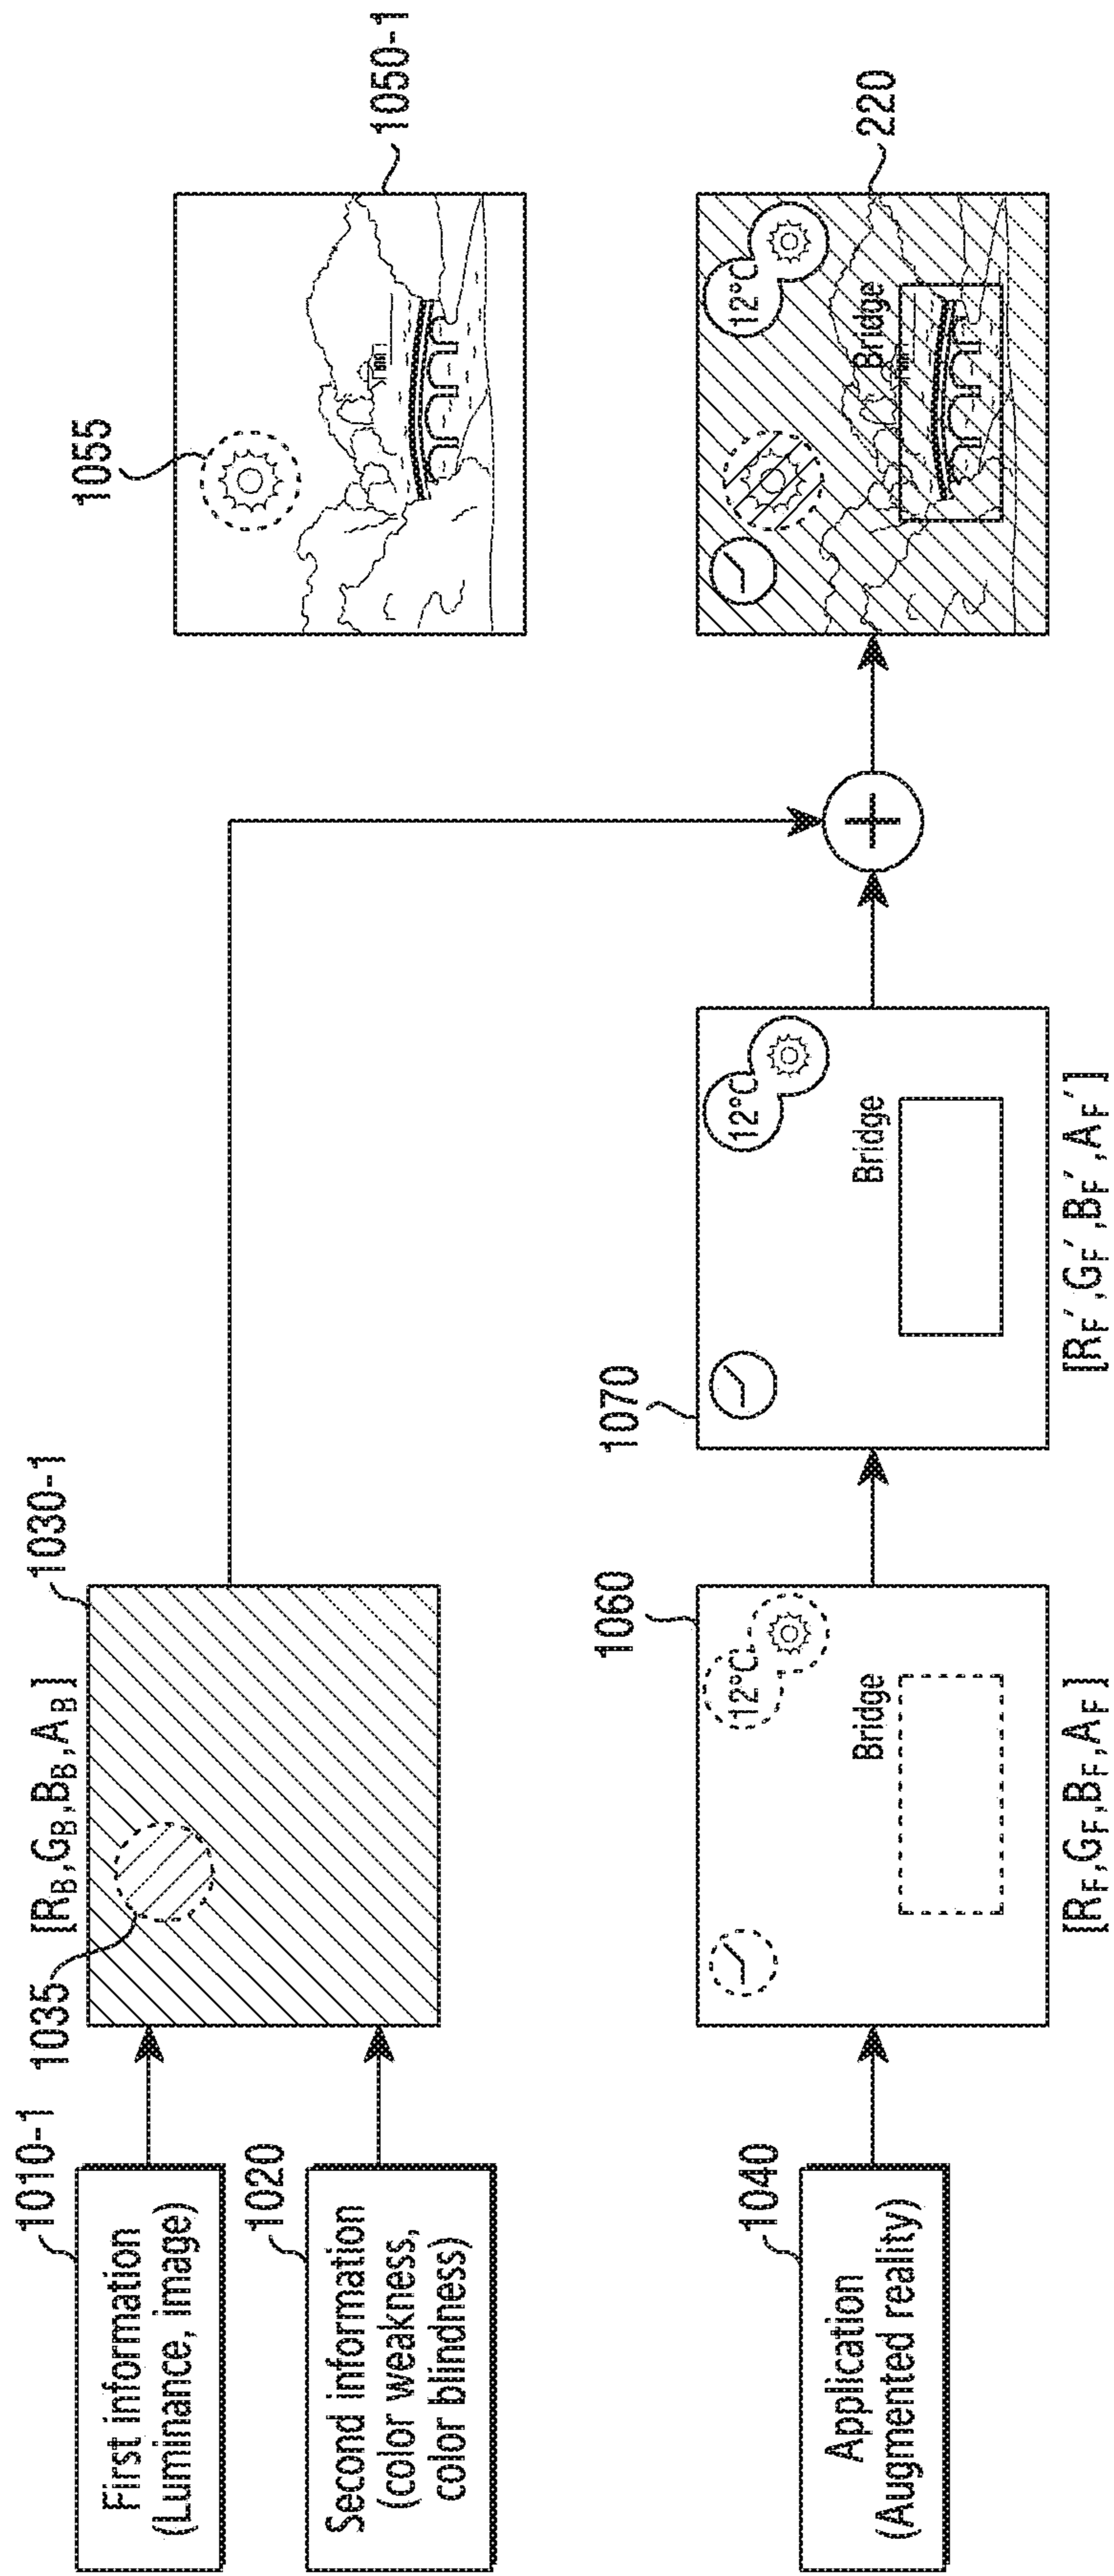 1010-1
First information
(Luminance, image)
1020
Second information
(color weakness,
color blindness)
1035
[RB,GB,BB,AB]
1030-1
1055
1050-1
1040
Application
(Augmented reality)
1060
12°C
Bridge
[RF,GF,BF,AF]
1070
12°C
Bridge
[RF′,GF′,BF′,AF′]
+
220
12°C
Bridge